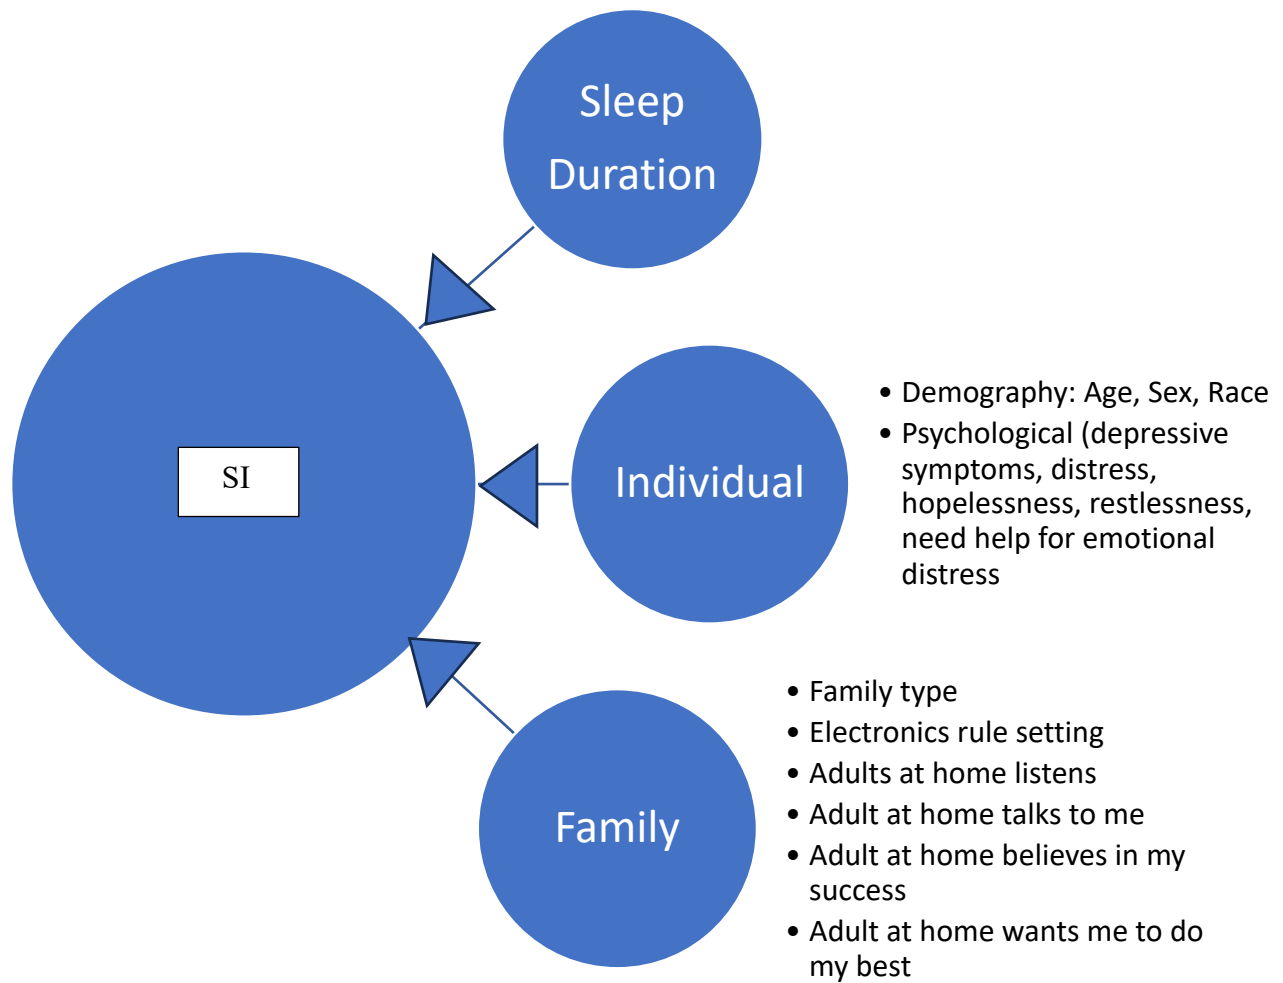 Sleep
Duration
SI
Individual
• Demography: Age, Sex, Race
• Psychological (depressive
symptoms, distress,
hopelessness, restlessness,
need help for emotional
distress
Family
• Family type
• Electronics rule setting
• Adults at home listens
• Adult at home talks to me
• Adult at home believes in my
success
• Adult at home wants me to do
my best